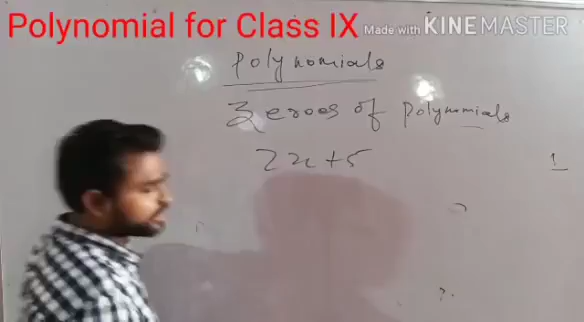 Polynomial for Class IX
Made with KINEMASTER
Polynomials
Zeroes of Polynomials
2x+5